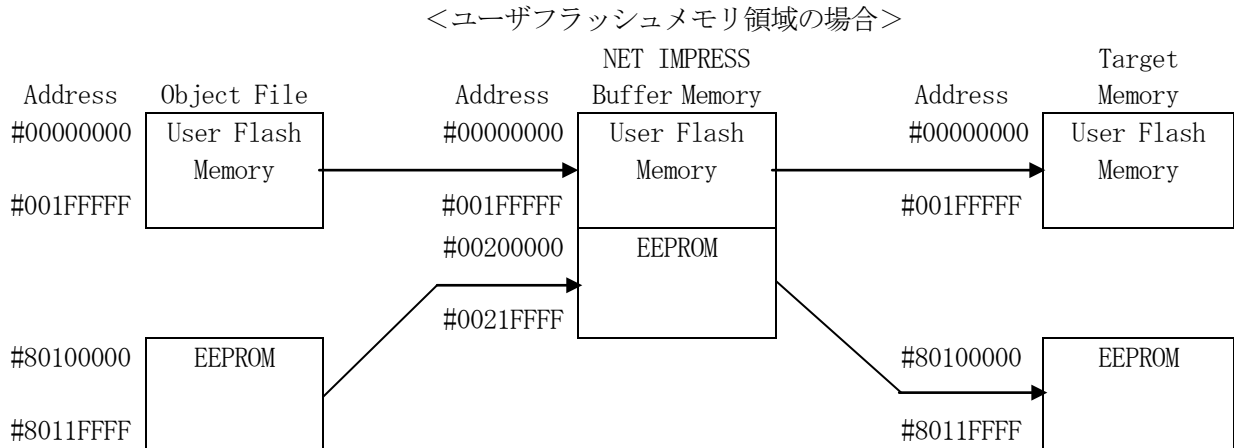 <ユーザフラッシュメモリ領域の場合>
NET IMPRESS Target
Address Object File Address Buffer Memory Address Memory
#00000000 User Flash #00000000 User Flash #00000000 User Flash
Memory Memory Memory
#001FFFFF #001FFFFF #001FFFFF
#00200000 EEPROM
#0021FFFF
#80100000 EEPROM #80100000 EEPROM
#8011FFFF #8011FFFF